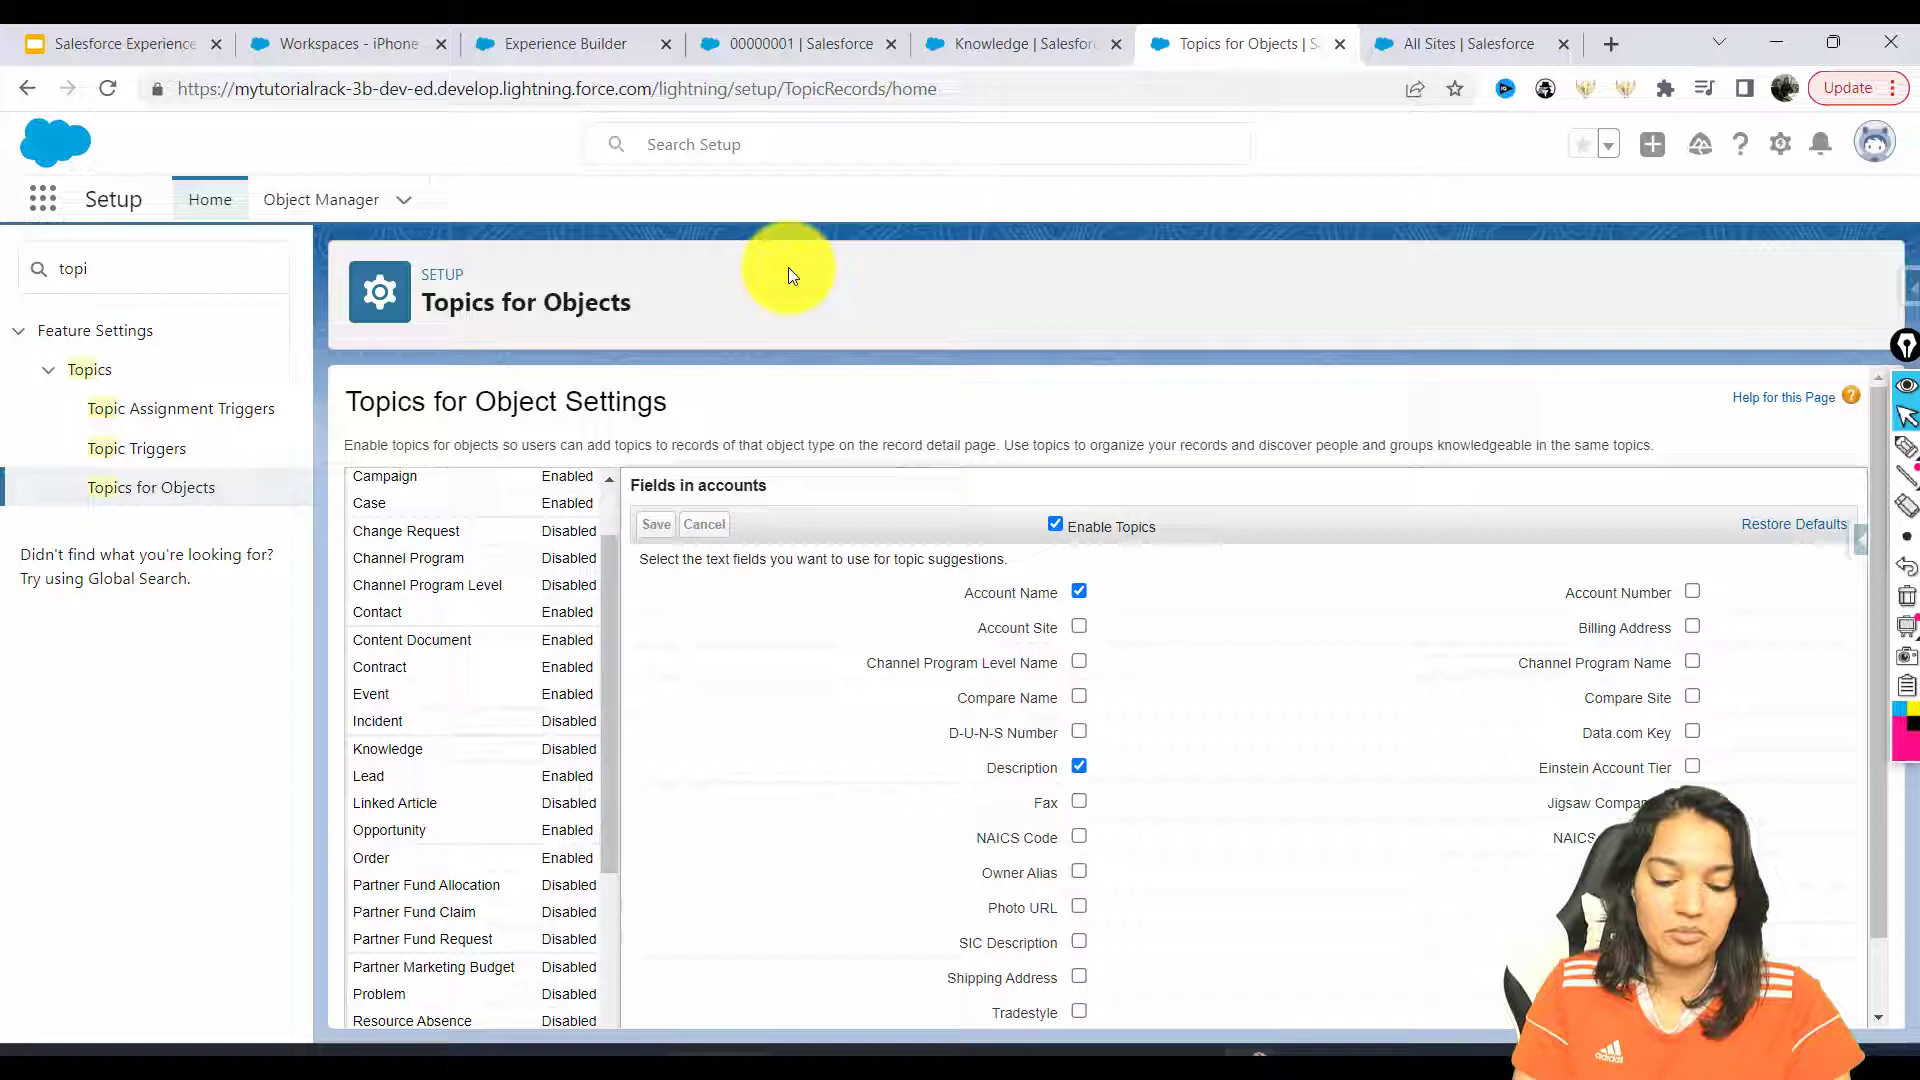 Salesforce Experience
Workspaces - iPhone
Experience Builder
00000001 | Salesforce
Knowledge | Salesfor
Topics for Objects | S
All Sites | Salesforce
https://mytutorialrack-3b-dev-ed.develop.lightning.force.com/lightning/setup/TopicRecords/home
Update
Search Setup
Setup
Home
Object Manager
topi
Feature Settings
Topics
Topic Assignment Triggers
Topic Triggers
Topics for Objects
Didn't find what you're looking for?
Try using Global Search.
SETUP
Topics for Objects
Topics for Object Settings
Help for this Page
Enable topics for objects so users can add topics to records of that object type on the record detail page. Use topics to organize your records and discover people and groups knowledgeable in the same topics.
Campaign Enabled
Case Enabled
Change Request Disabled
Channel Program Disabled
Channel Program Level Disabled
Contact Enabled
Content Document Enabled
Contract Enabled
Event Enabled
Incident Disabled
Knowledge Disabled
Lead Enabled
Linked Article Disabled
Opportunity Enabled
Order Enabled
Partner Fund Allocation Disabled
Partner Fund Claim Disabled
Partner Fund Request Disabled
Partner Marketing Budget Disabled
Problem Disabled
Resource Absence Disabled
Fields in accounts
Save Cancel
Enable Topics
Restore Defaults
Select the text fields you want to use for topic suggestions.
Account Name Account Number
Account Site Billing Address
Channel Program Level Name Channel Program Name
Compare Name Compare Site
D-U-N-S Number Data.com Key
Description Einstein Account Tier
Fax Jigsaw Compan
NAICS Code NAICS
Owner Alias
Photo URL
SIC Description
Shipping Address
Tradestyle
adidas